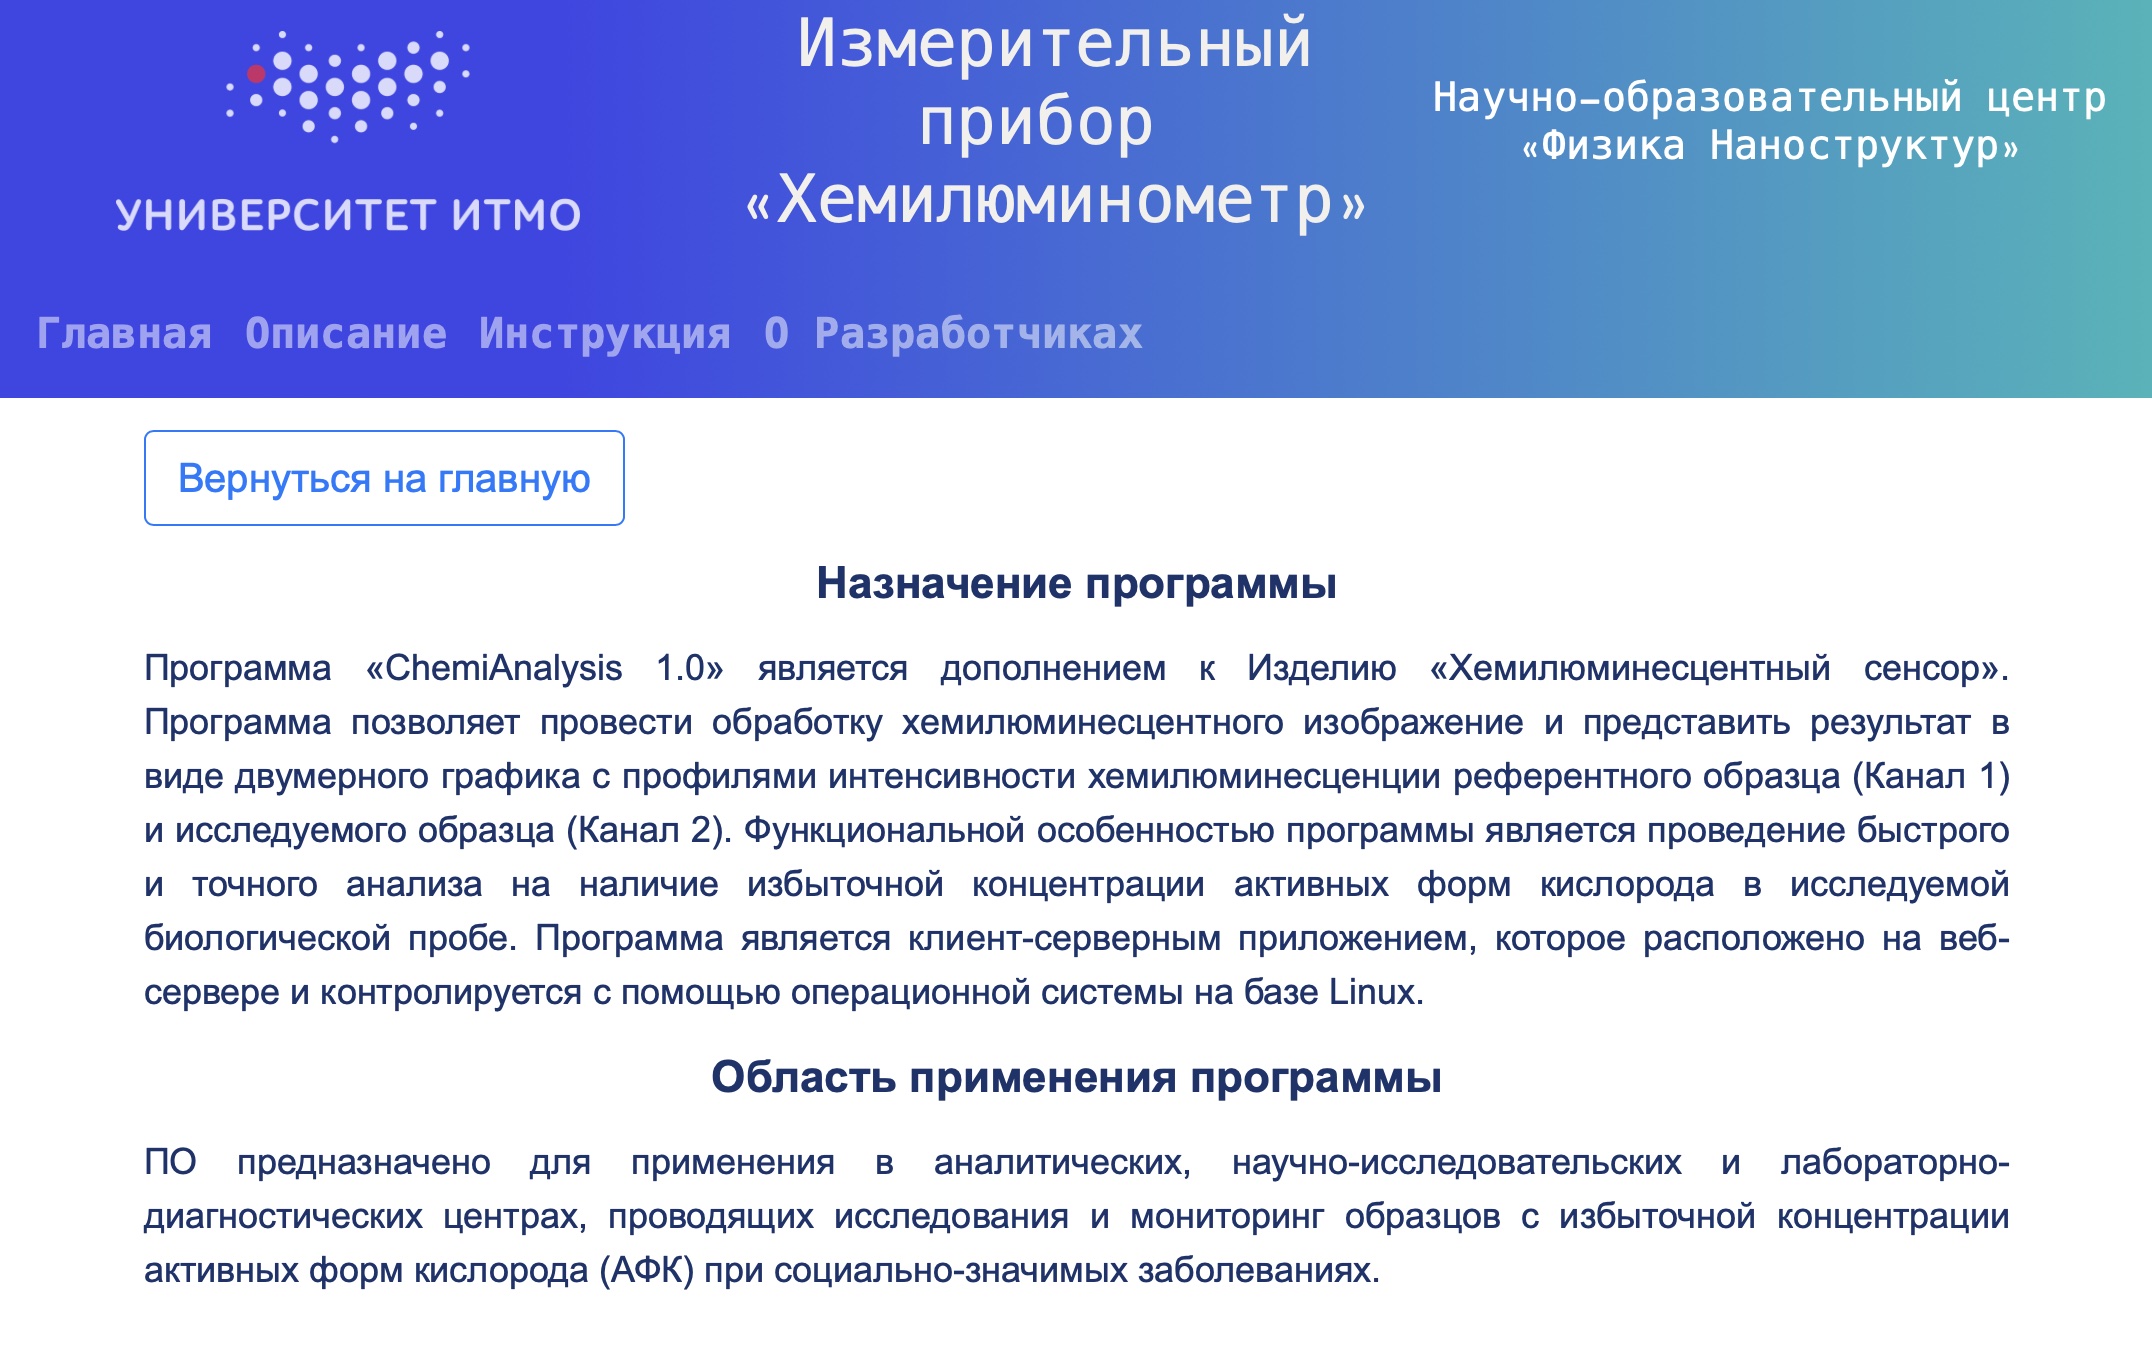 УНИВЕРСИТЕТ ИТМО
Измерительный
прибор
«Хемилюминометр»
Научно-образовательный центр
«Физика Наноструктур»
Главная Описание Инструкция О Разработчиках
Вернуться на главную
Назначение программы
Программа «ChemiAnalysis 1.0» является дополнением к Изделию «Хемилюминесцентный сенсор».
Программа позволяет провести обработку хемилюминесцентного изображение и представить результат в
виде двумерного графика с профилями интенсивности хемилюминесценции референтного образца (Канал 1)
и исследуемого образца (Канал 2). Функциональной особенностью программы является проведение быстрого
и точного анализа на наличие избыточной концентрации активных форм кислорода в исследуемой
биологической пробе. Программа является клиент-серверным приложением, которое расположено на веб-
сервере и контролируется с помощью операционной системы на базе Linux.
Область применения программы
ПО предназначено для применения в аналитических, научно-исследовательских и лабораторно-
диагностических центрах, проводящих исследования и мониторинг образцов с избыточной концентрации
активных форм кислорода (АФК) при социально-значимых заболеваниях.